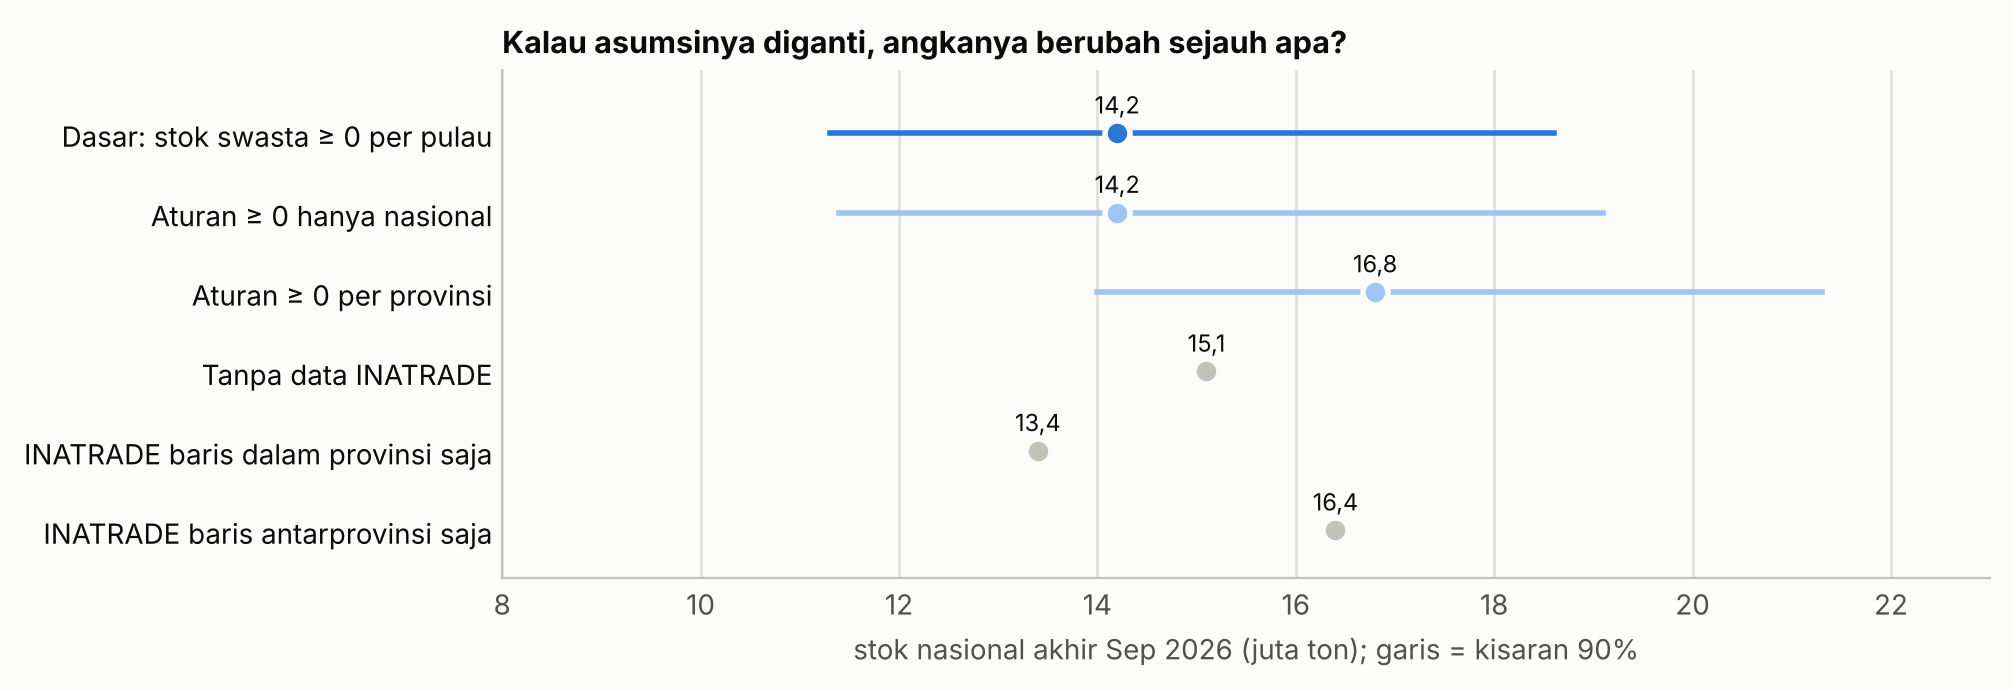 Kalau asumsinya diganti, angkanya berubah sejauh apa?
Dasar: stok swasta ≥ 0 per pulau
14,2
Aturan ≥ 0 hanya nasional
14,2
Aturan ≥ 0 per provinsi
16,8
Tanpa data INATRADE
15,1
INATRADE baris dalam provinsi saja
13,4
INATRADE baris antarprovinsi saja
16,4
8 10 12 14 16 18 20 22
stok nasional akhir Sep 2026 (juta ton); garis = kisaran 90%